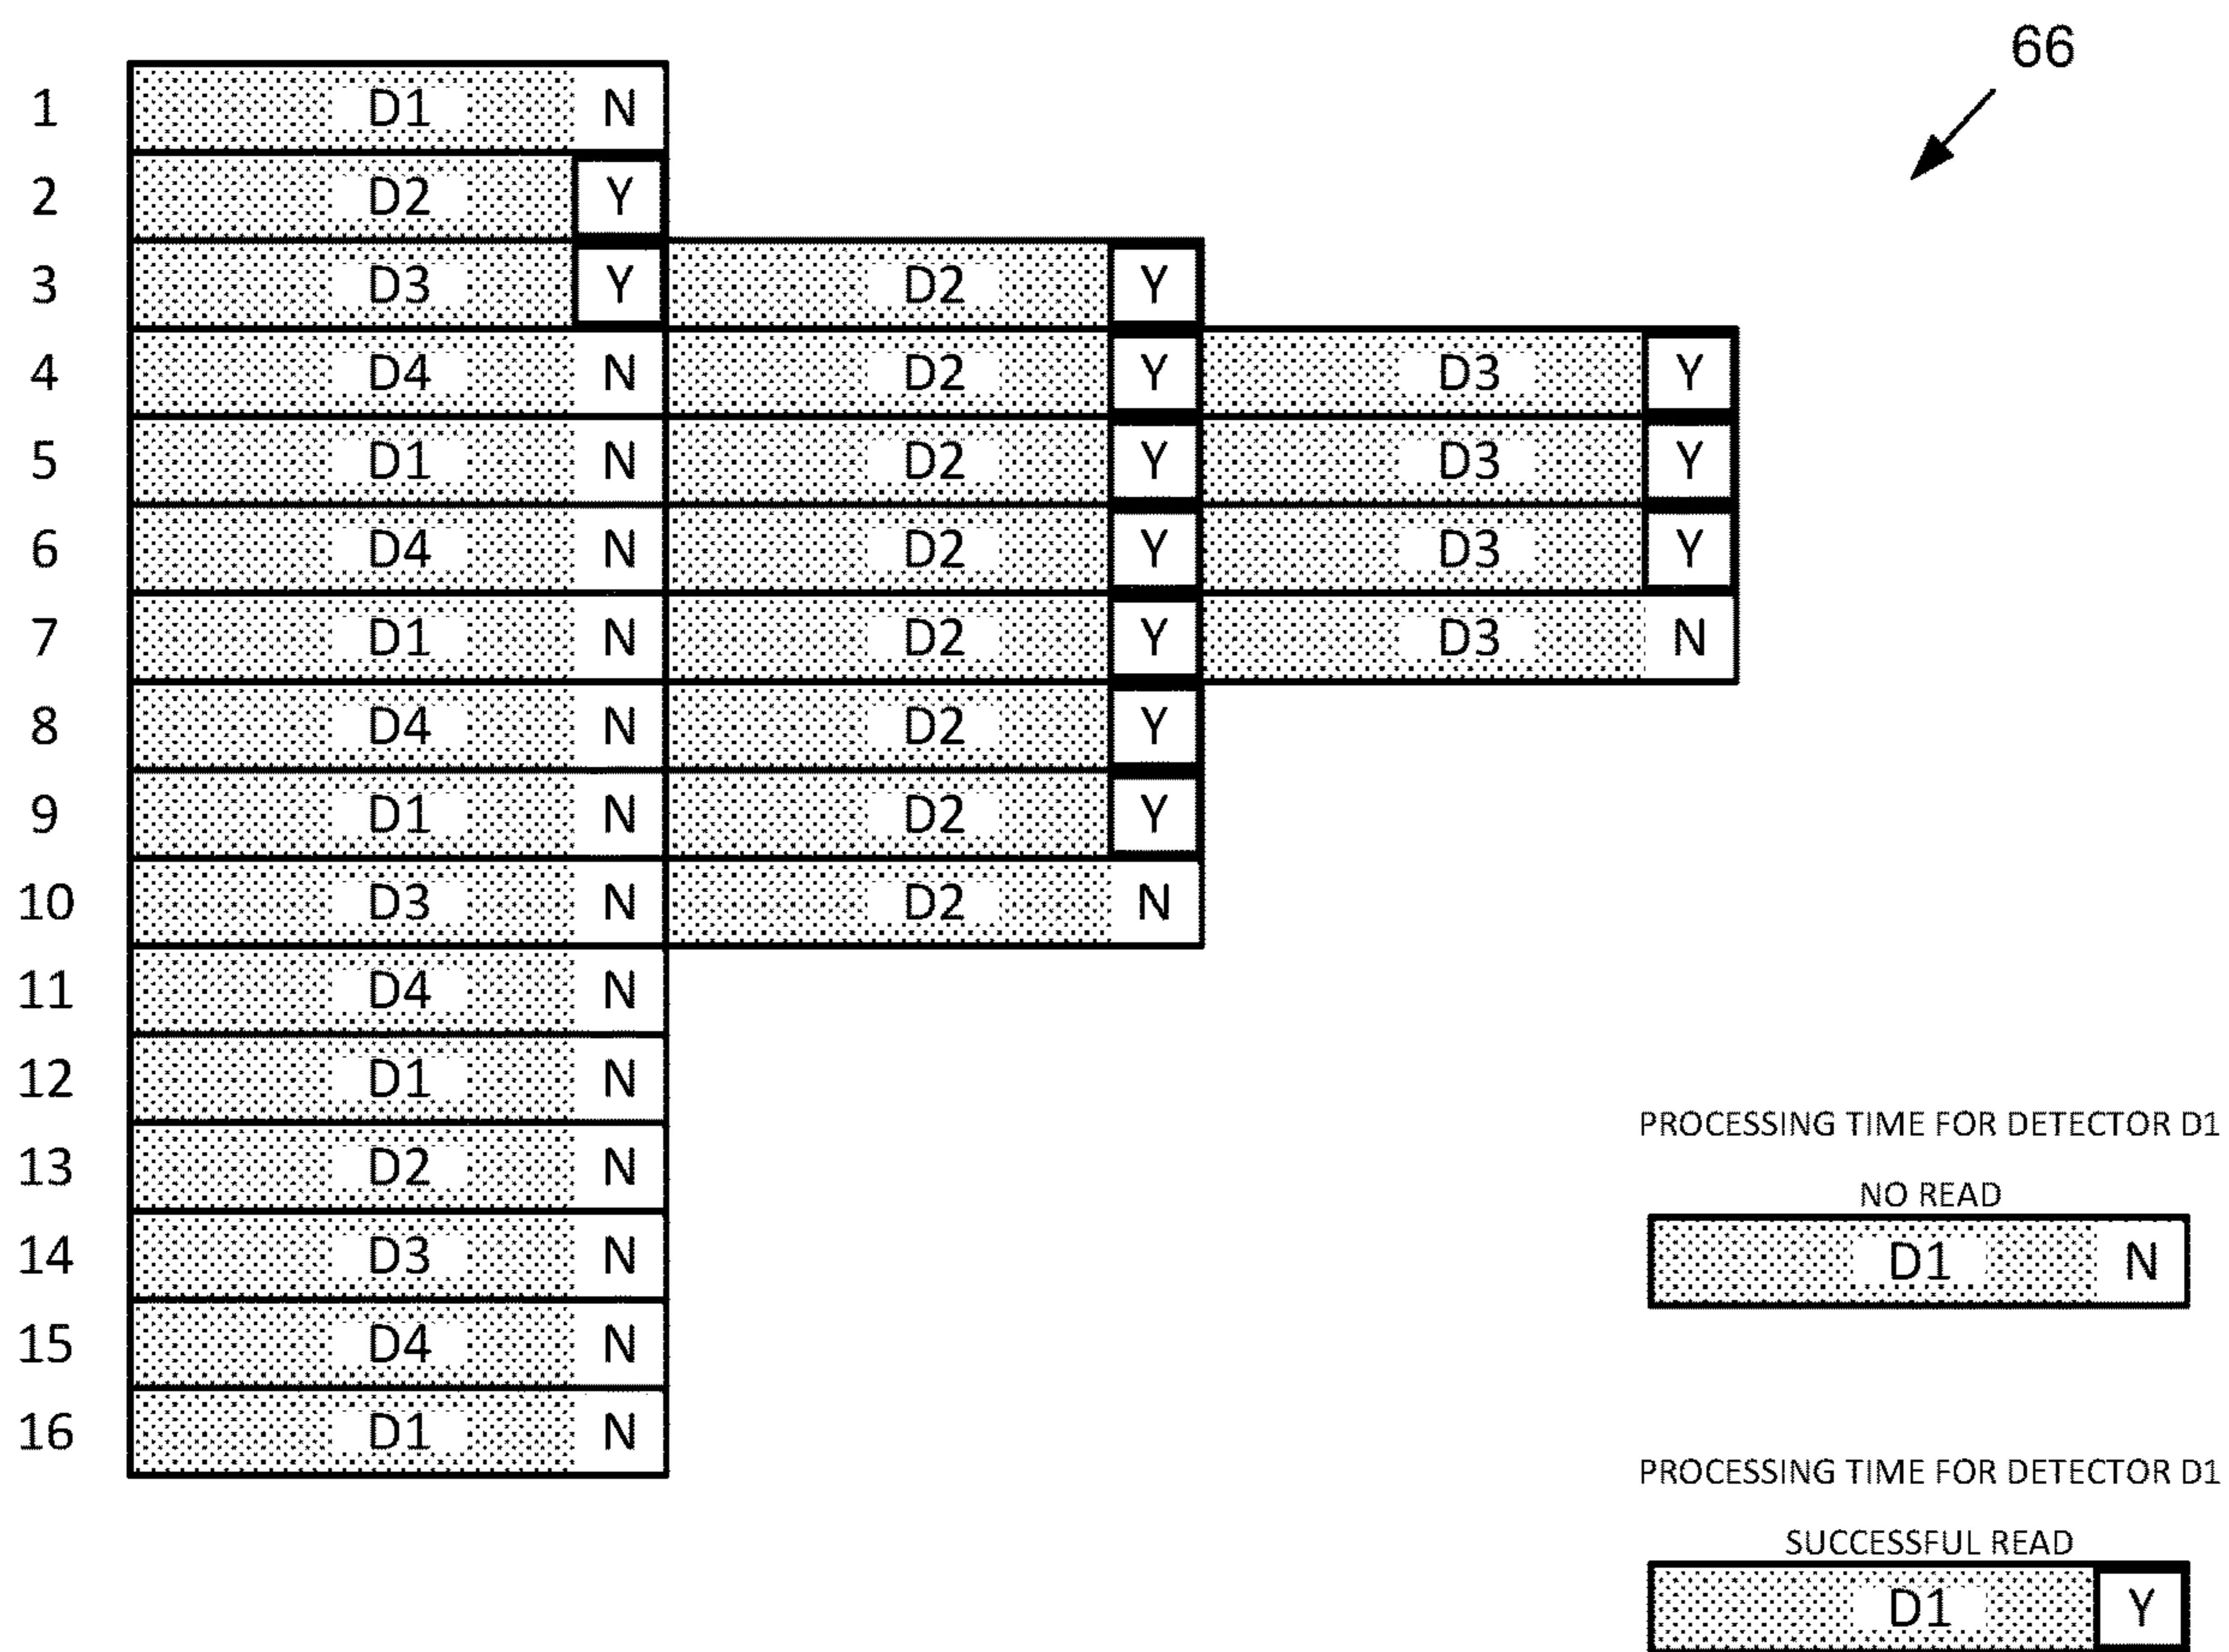 66
1 D1 N
2 D2 Y
3 D3 Y D2 Y
4 D4 N D2 Y D3 Y
5 D1 N D2 Y D3 Y
6 D4 N D2 Y D3 Y
7 D1 N D2 Y D3 N
8 D4 N D2 Y
9 D1 N D2 Y
10 D3 N D2 N
11 D4 N
12 D1 N
13 D2 N
14 D3 N
15 D4 N
16 D1 N
PROCESSING TIME FOR DETECTOR D1
NO READ
D1 N
PROCESSING TIME FOR DETECTOR D1
SUCCESSFUL READ
D1 Y